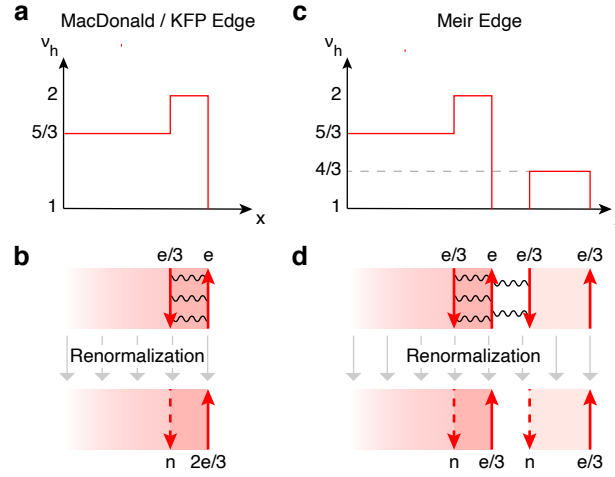 a
MacDonald / KFP Edge
ν_h
2
5/3
1
x
c
Meir Edge
ν_h
2
5/3
4/3
1
b
e/3 e
Renormalization
n 2e/3
d
e/3 e e/3 e/3
Renormalization
n e/3 n e/3